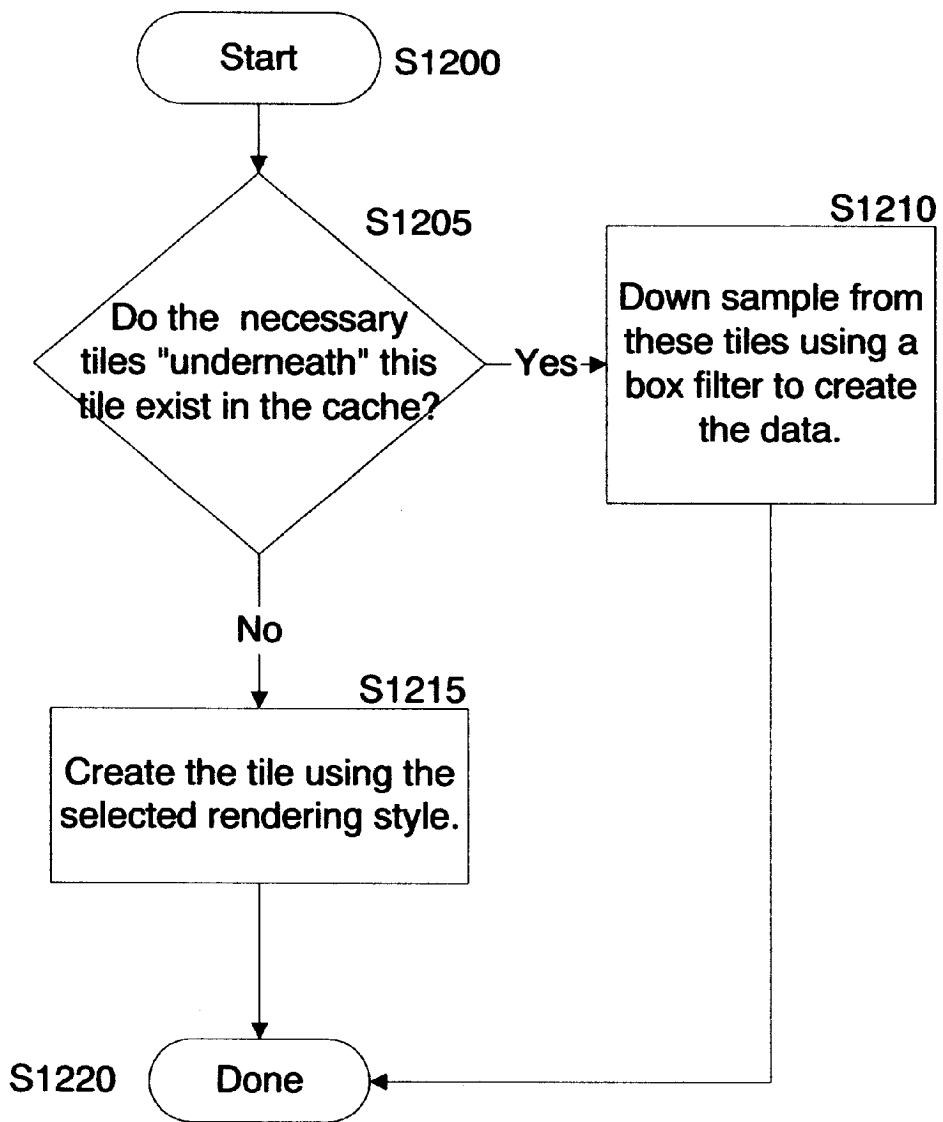 Start
S1200
S1205
Do the necessary
tiles "underneath" this
tile exist in the cache?
Yes
S1210
Down sample from
these tiles using a
box filter to create
the data.
No
S1215
Create the tile using the
selected rendering style.
S1220
Done